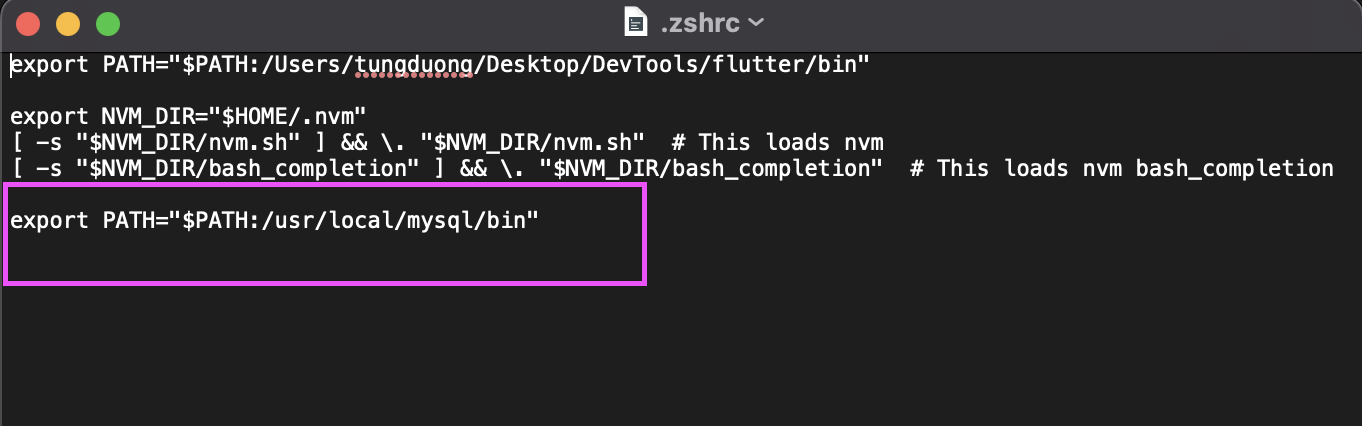 .zshrc
export PATH="$PATH:/Users/tungduong/Desktop/DevTools/flutter/bin"
export NVM_DIR="$HOME/.nvm"
[ -s "$NVM_DIR/nvm.sh" ] && \. "$NVM_DIR/nvm.sh"  # This loads nvm
[ -s "$NVM_DIR/bash_completion" ] && \. "$NVM_DIR/bash_completion"  # This loads nvm bash_completion
export PATH="$PATH:/usr/local/mysql/bin"